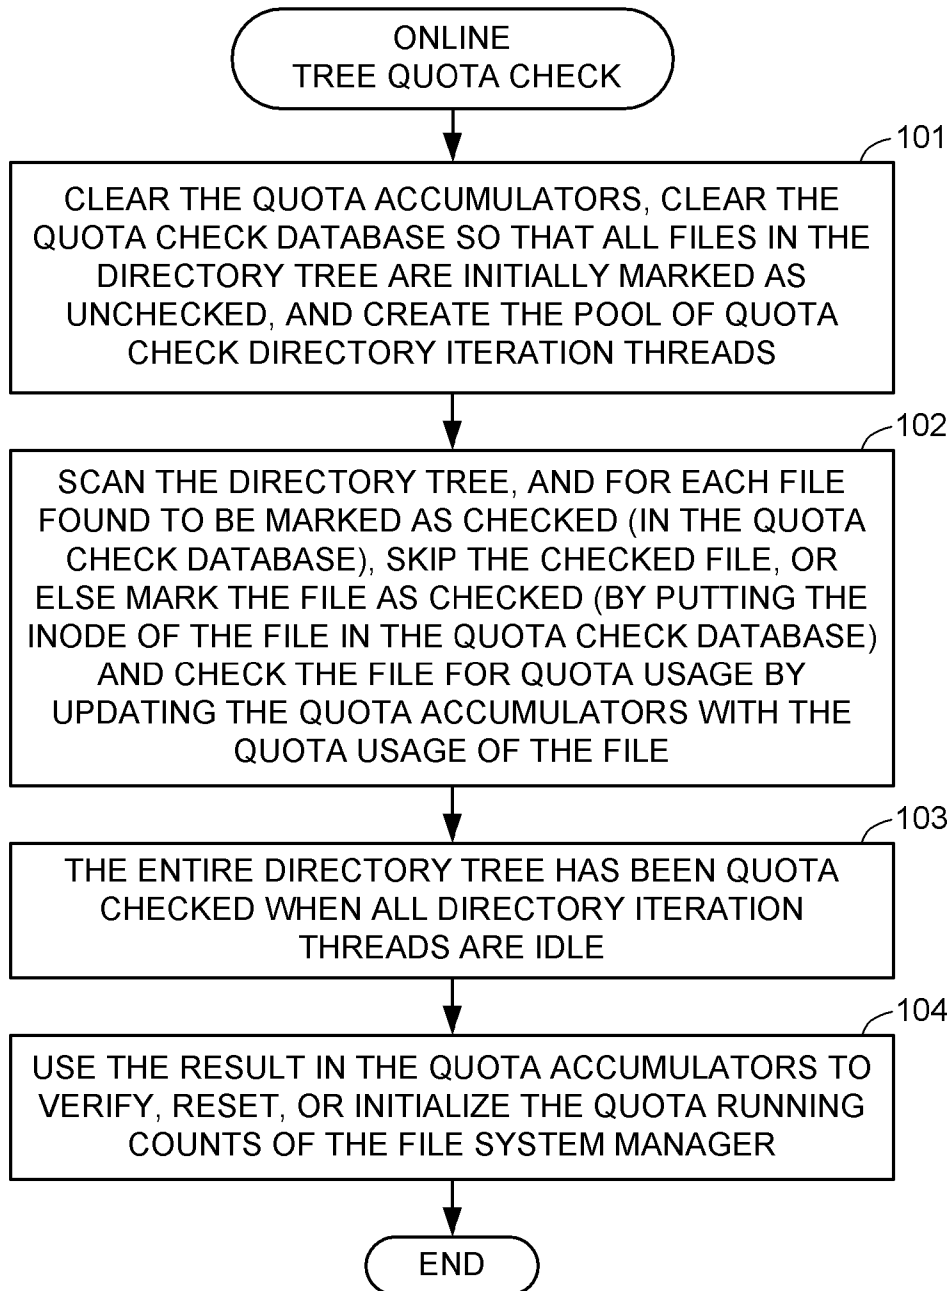 ONLINE
TREE QUOTA CHECK
101
CLEAR THE QUOTA ACCUMULATORS, CLEAR THE
QUOTA CHECK DATABASE SO THAT ALL FILES IN THE
DIRECTORY TREE ARE INITIALLY MARKED AS
UNCHECKED, AND CREATE THE POOL OF QUOTA
CHECK DIRECTORY ITERATION THREADS
102
SCAN THE DIRECTORY TREE, AND FOR EACH FILE
FOUND TO BE MARKED AS CHECKED (IN THE QUOTA
CHECK DATABASE), SKIP THE CHECKED FILE, OR
ELSE MARK THE FILE AS CHECKED (BY PUTTING THE
INODE OF THE FILE IN THE QUOTA CHECK DATABASE)
AND CHECK THE FILE FOR QUOTA USAGE BY
UPDATING THE QUOTA ACCUMULATORS WITH THE
QUOTA USAGE OF THE FILE
103
THE ENTIRE DIRECTORY TREE HAS BEEN QUOTA
CHECKED WHEN ALL DIRECTORY ITERATION
THREADS ARE IDLE
104
USE THE RESULT IN THE QUOTA ACCUMULATORS TO
VERIFY, RESET, OR INITIALIZE THE QUOTA RUNNING
COUNTS OF THE FILE SYSTEM MANAGER
END